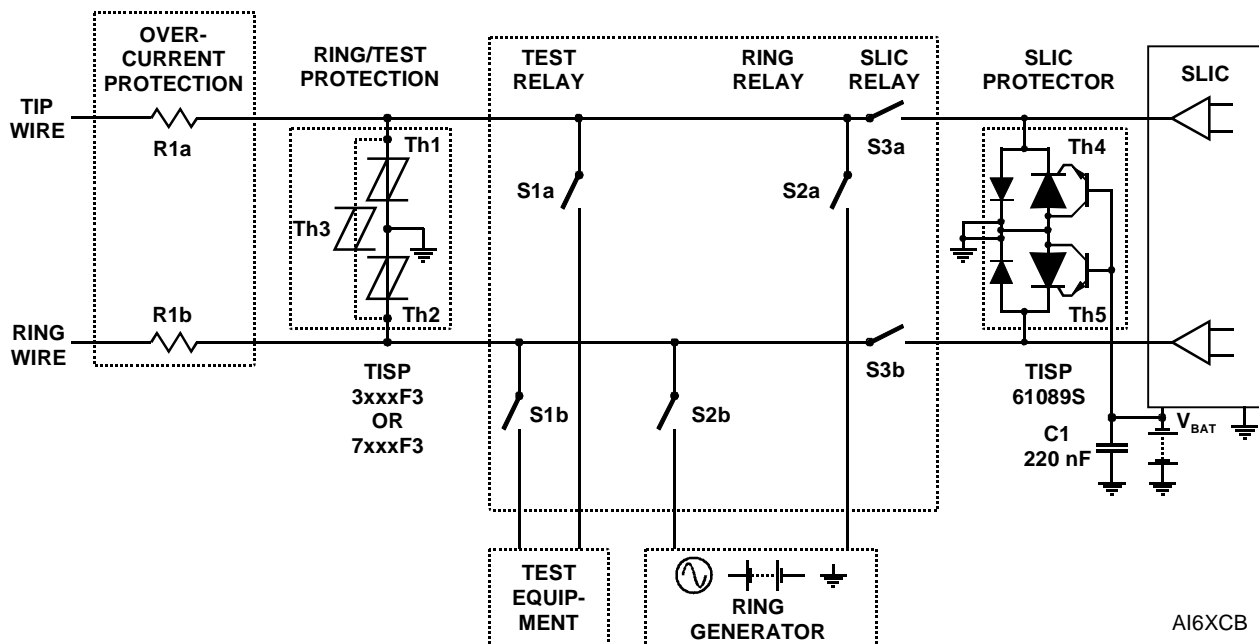 OVER-
CURRENT
PROTECTION
RING/TEST
PROTECTION
TEST
RELAY
RING
RELAY
SLIC
RELAY
SLIC
PROTECTOR
SLIC
TIP
WIRE
R1a
Th1
Th3
Th2
S1a
S2a
S3a
Th4
Th5
RING
WIRE
R1b
TISP
3xxxF3
OR
7xxxF3
S1b
S2b
S3b
TISP
61089S
C1
220 nF
VBAT
TEST
EQUIP-
MENT
RING
GENERATOR
AI6XCB